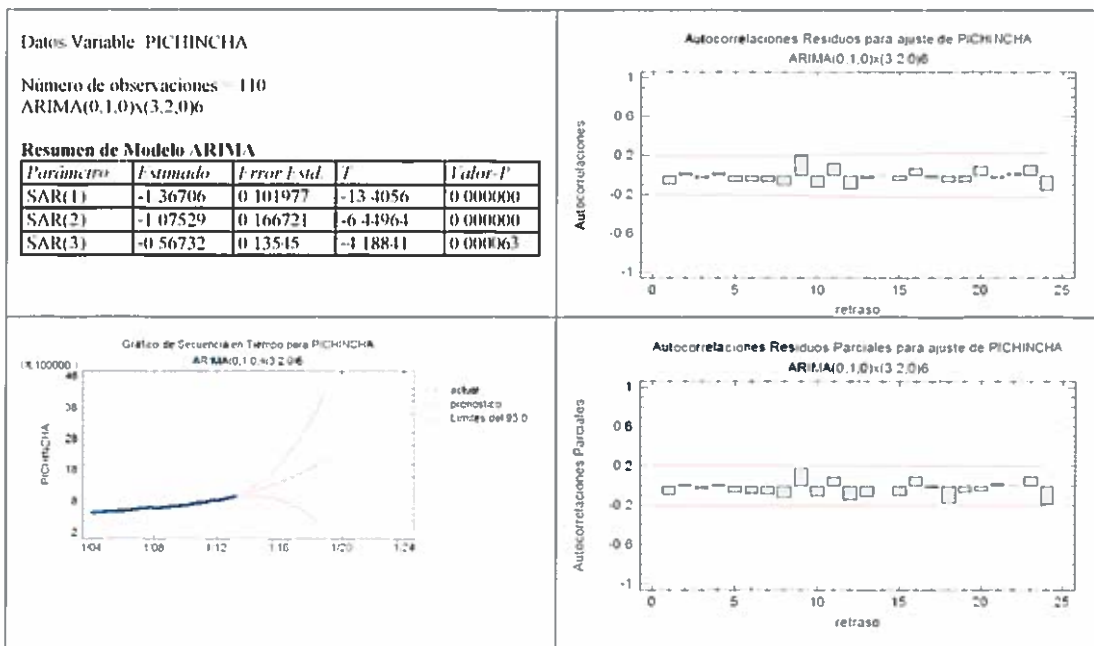 Datos Variable PICHINCHA
Número de observaciones 110
ARIMA(0,1,0)x(3,2,0)6
Resumen de Modelo ARIMA
Parámetro Estimado Error Estd. T Valor-P
SAR(1) -1.36706 0.101977 -13.4056 0.000000
SAR(2) -1.07529 0.166721 -6.44964 0.000000
SAR(3) -0.56732 0.13545 -4.18841 0.000063
Autocorrelaciones Residuos para ajuste de PICHINCHA
ARIMA(0,1,0)x(3,2,0)6
Autocorrelaciones
1
0.6
0.2
-0.2
-0.6
-1
0 5 10 15 20 25
retraso
Gráfico de Secuencia en Tiempo para PICHINCHA
ARIMA(0,1,0)x(3,2,0)6
(X 100000)
PICHINCHA
48
38
28
18
8
-2
1/04 1/08 1/12 1/16 1/20 1/24
actual
pronóstico
Límites del 95.0
Autocorrelaciones Residuos Parciales para ajuste de PICHINCHA
ARIMA(0,1,0)x(3,2,0)6
Autocorrelaciones Parciales
1
0.6
0.2
-0.2
-0.6
-1
0 5 10 15 20 25
retraso